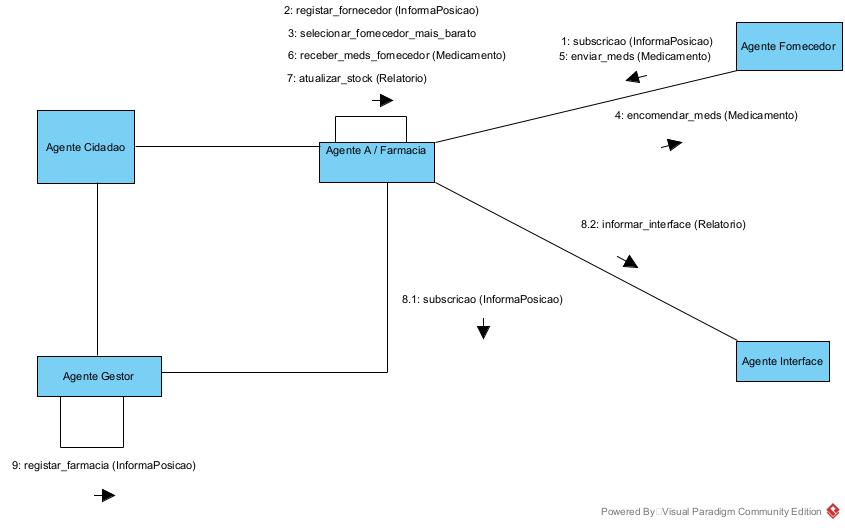 2: registar_fornecedor (InformaPosicao)
3: selecionar_fornecedor_mais_barato
6: receber_meds_fornecedor (Medicamento)
7: atualizar_stock (Relatorio)
1: subscricao (InformaPosicao)
5: enviar_meds (Medicamento)
Agente Fornecedor
4: encomendar_meds (Medicamento)
Agente Cidadao
Agente A / Farmacia
8.2: informar_interface (Relatorio)
8.1: subscricao (InformaPosicao)
Agente Interface
Agente Gestor
9: registar_farmacia (InformaPosicao)
Powered By Visual Paradigm Community Edition